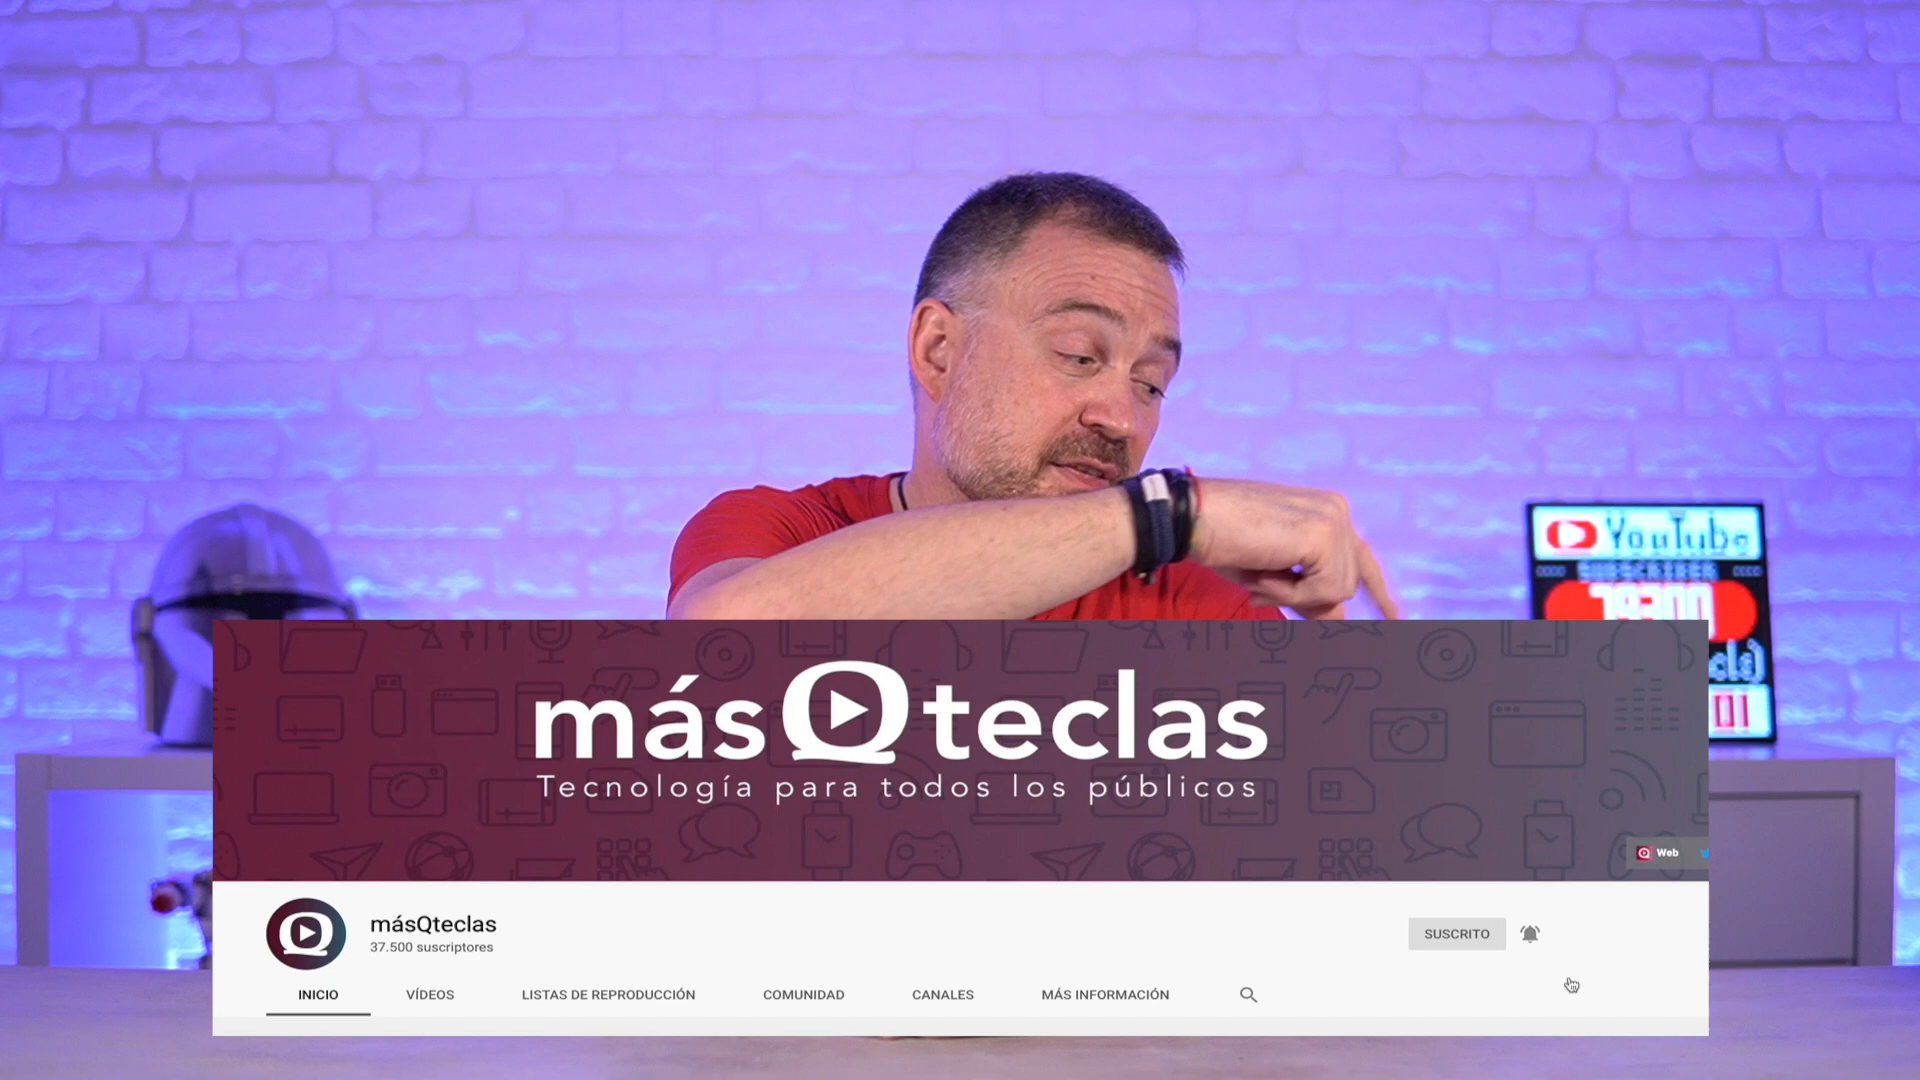 YouTube
SUBSCRIBER
másQteclas
Tecnología para todos los públicos
Web
másQteclas
37.500 suscriptores
SUSCRITO
INICIO
VÍDEOS
LISTAS DE REPRODUCCIÓN
COMUNIDAD
CANALES
MÁS INFORMACIÓN